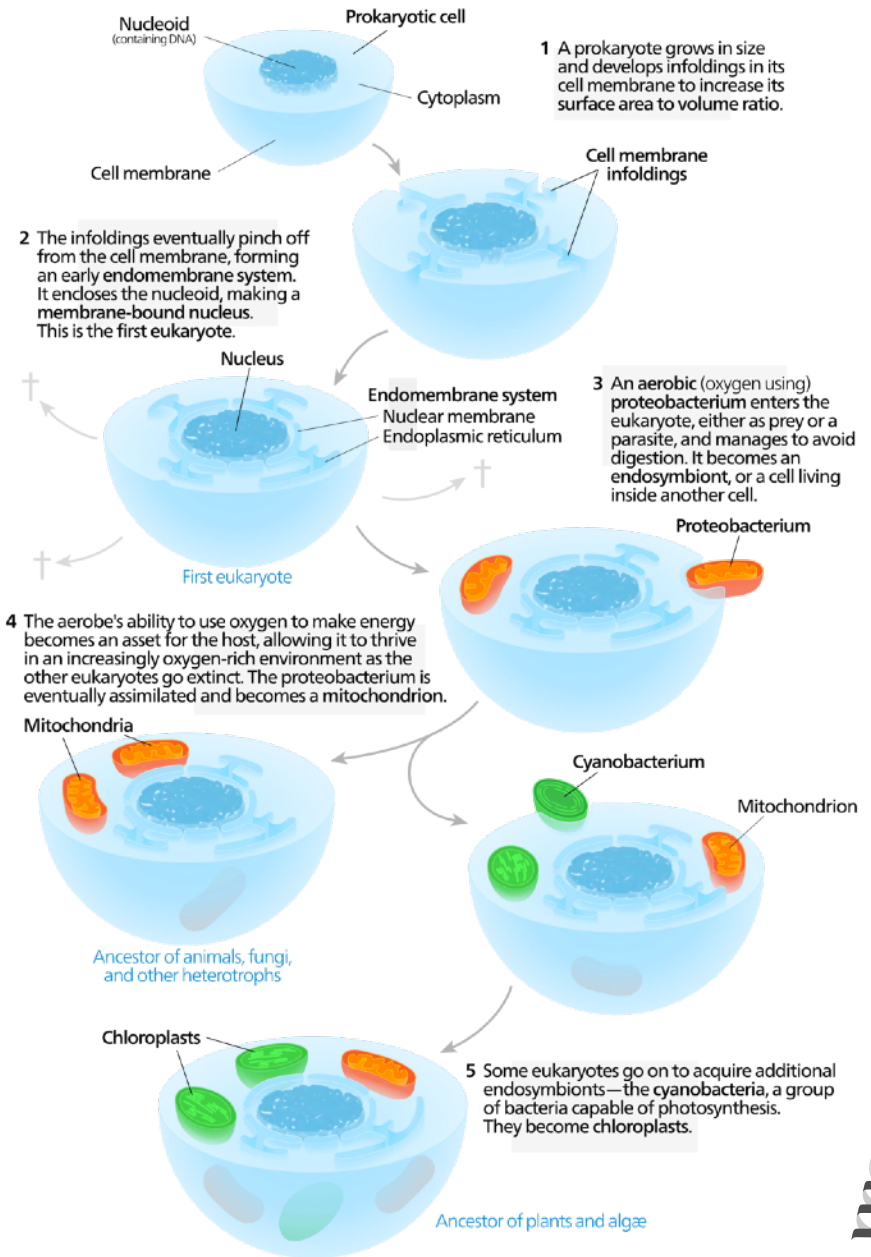 Nucleoid
(containing DNA)
Prokaryotic cell
Cytoplasm
Cell membrane
1 A prokaryote grows in size
and develops infoldings in its
cell membrane to increase its
surface area to volume ratio.
Cell membrane
infoldings
2 The infoldings eventually pinch off
from the cell membrane, forming
an early endomembrane system.
It encloses the nucleoid, making a
membrane-bound nucleus.
This is the first eukaryote.
Nucleus
Endomembrane system
Nuclear membrane
Endoplasmic reticulum
First eukaryote
3 An aerobic (oxygen using)
proteobacterium enters the
eukaryote, either as prey or a
parasite, and manages to avoid
digestion. It becomes an
endosymbiont, or a cell living
inside another cell.
Proteobacterium
4 The aerobe's ability to use oxygen to make energy
becomes an asset for the host, allowing it to thrive
in an increasingly oxygen-rich environment as the
other eukaryotes go extinct. The proteobacterium is
eventually assimilated and becomes a mitochondrion.
Mitochondria
Ancestor of animals, fungi,
and other heterotrophs
Cyanobacterium
Mitochondrion
Chloroplasts
5 Some eukaryotes go on to acquire additional
endosymbionts—the cyanobacteria, a group
of bacteria capable of photosynthesis.
They become chloroplasts.
Ancestor of plants and algæ